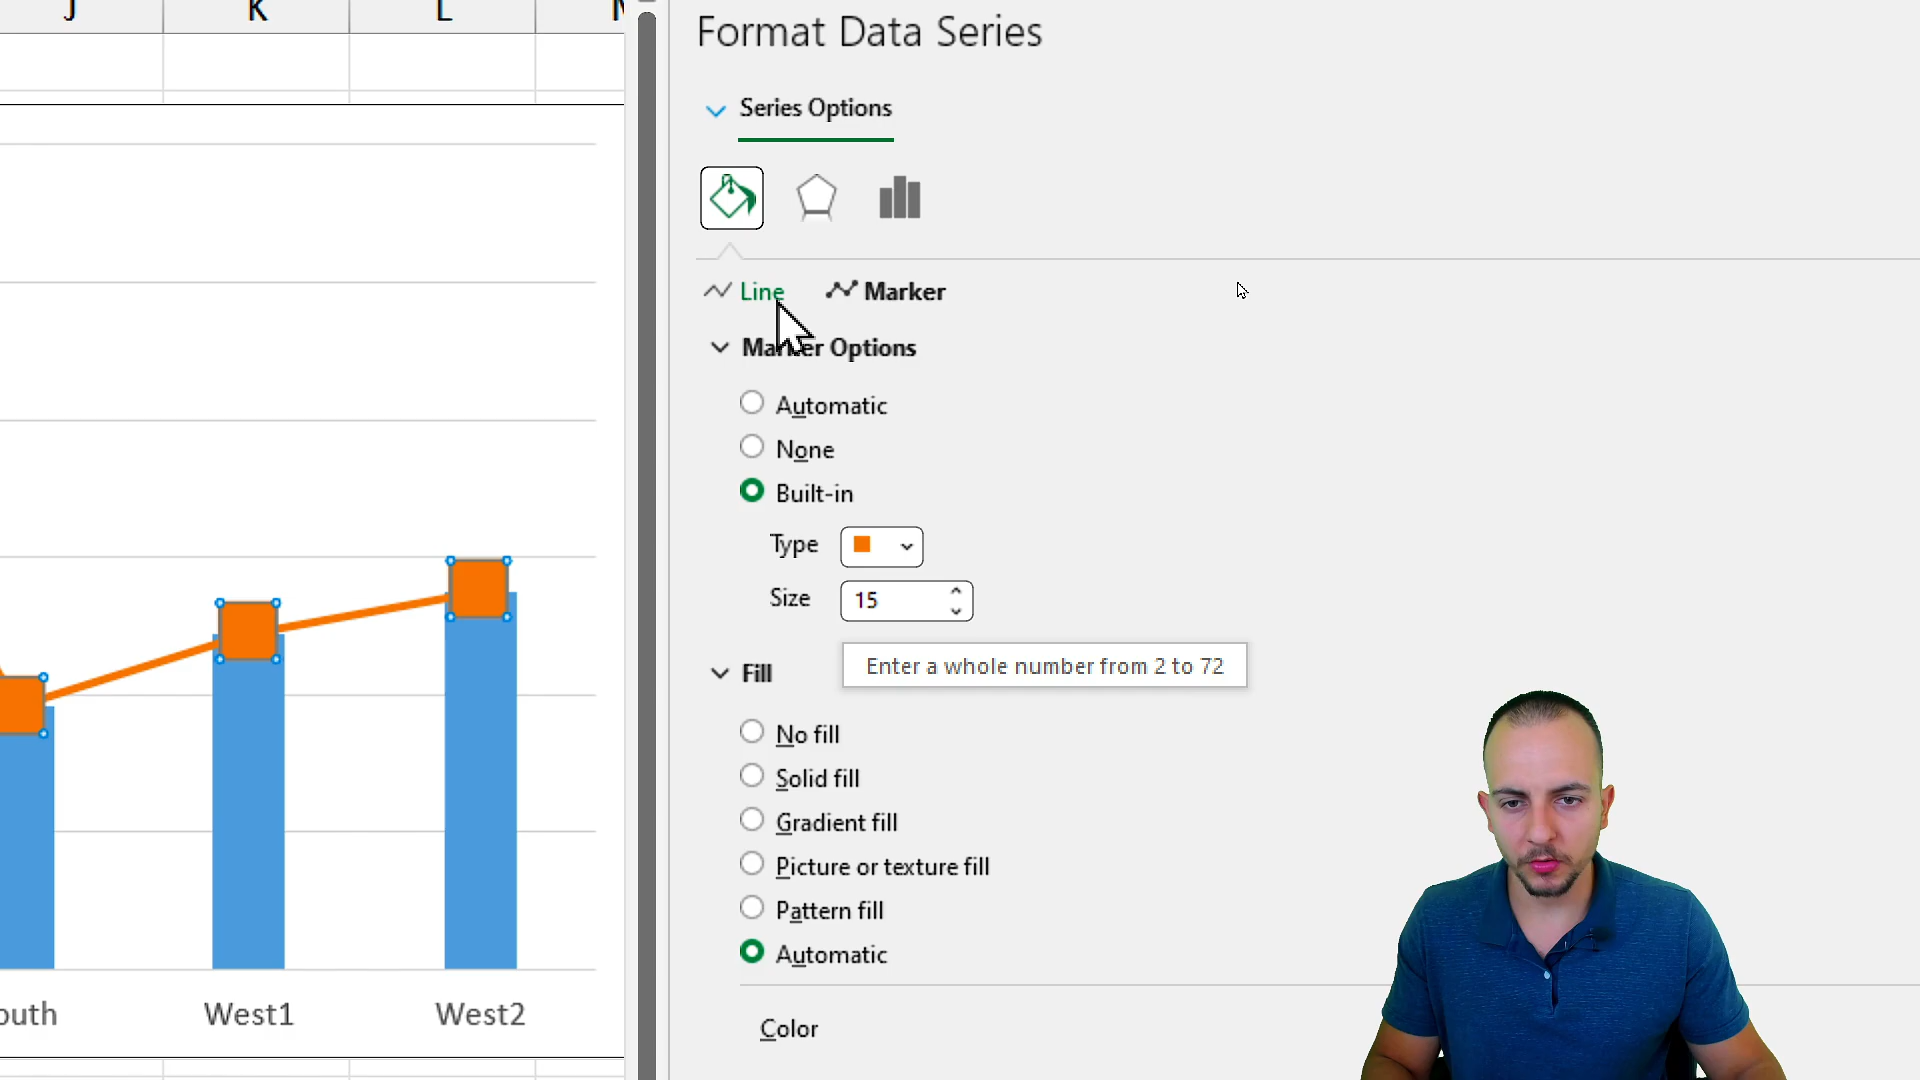 J K L
Format Data Series
Series Options
Line Marker
Marker Options
Automatic
None
Built-in
Type
Size 15
Enter a whole number from 2 to 72
Fill
No fill
Solid fill
Gradient fill
Picture or texture fill
Pattern fill
Automatic
Color
outh West1 West2